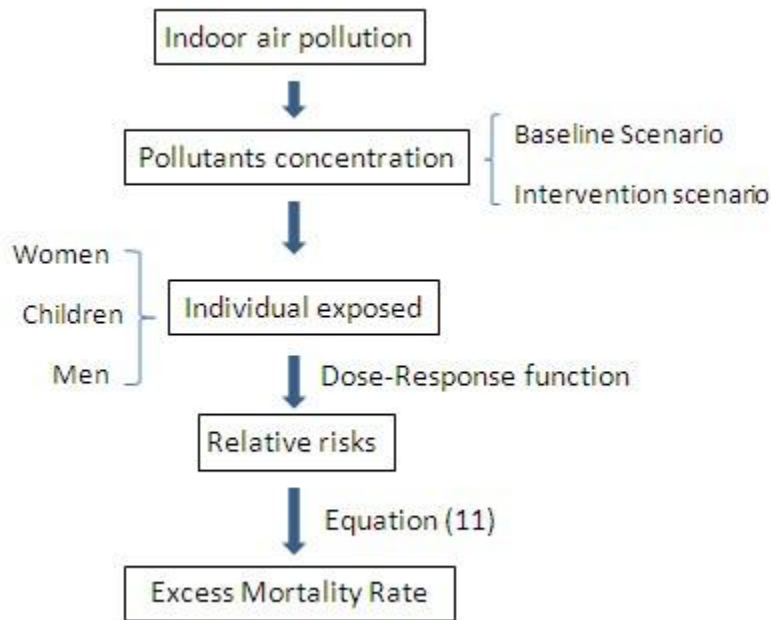 Indoor air pollution
Pollutants concentration
Baseline Scenario
Intervention scenario
Women
Children
Men
Individual exposed
Dose-Response function
Relative risks
Equation (11)
Excess Mortality Rate